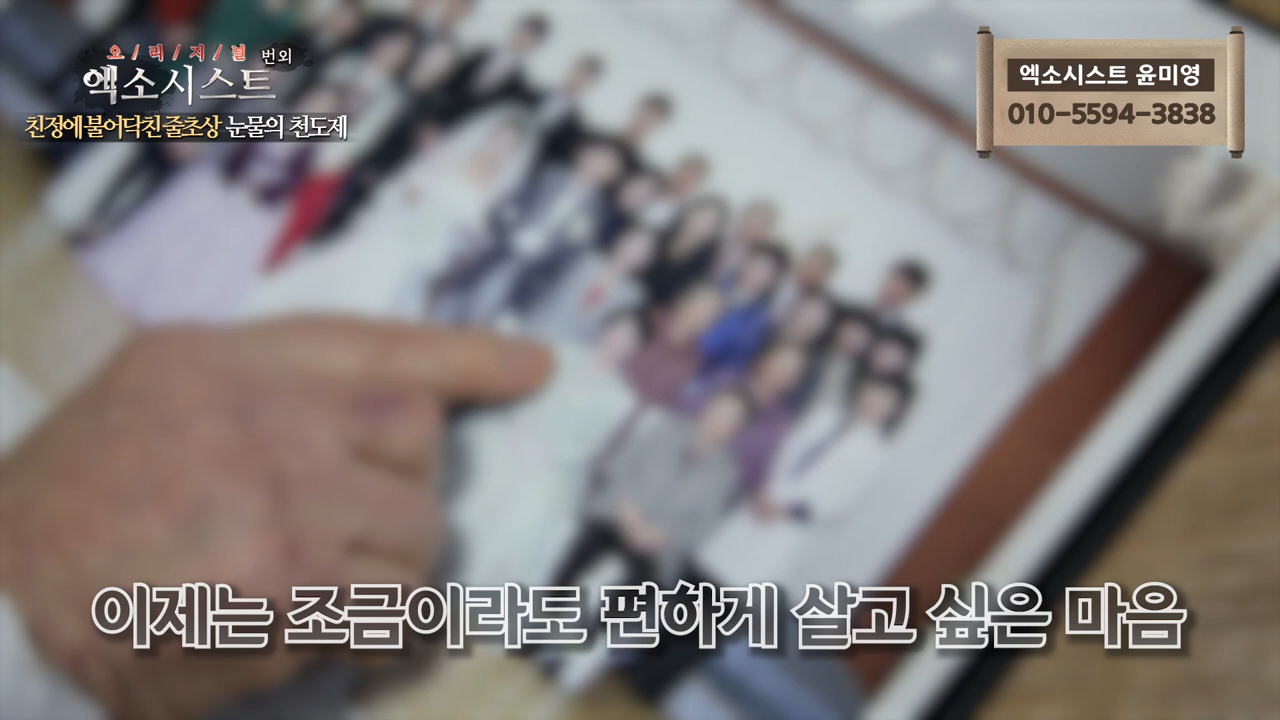 오/리/지/널 번외
엑소시스트
친정에 불어닥친 줄초상 눈물의 천도제
엑소시스트 윤미영
010-5594-3838
이제는 조금이라도 편하게 살고 싶은 마음